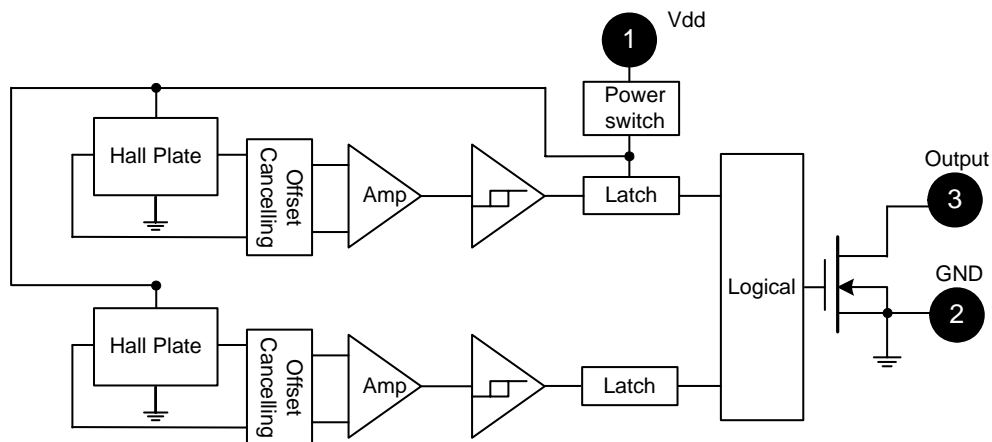 1
Vdd
Power
switch
Hall Plate
Offset
Cancelling
Amp
Latch
Output
3
Logical
GND
2
Hall Plate
Offset
Cancelling
Amp
Latch